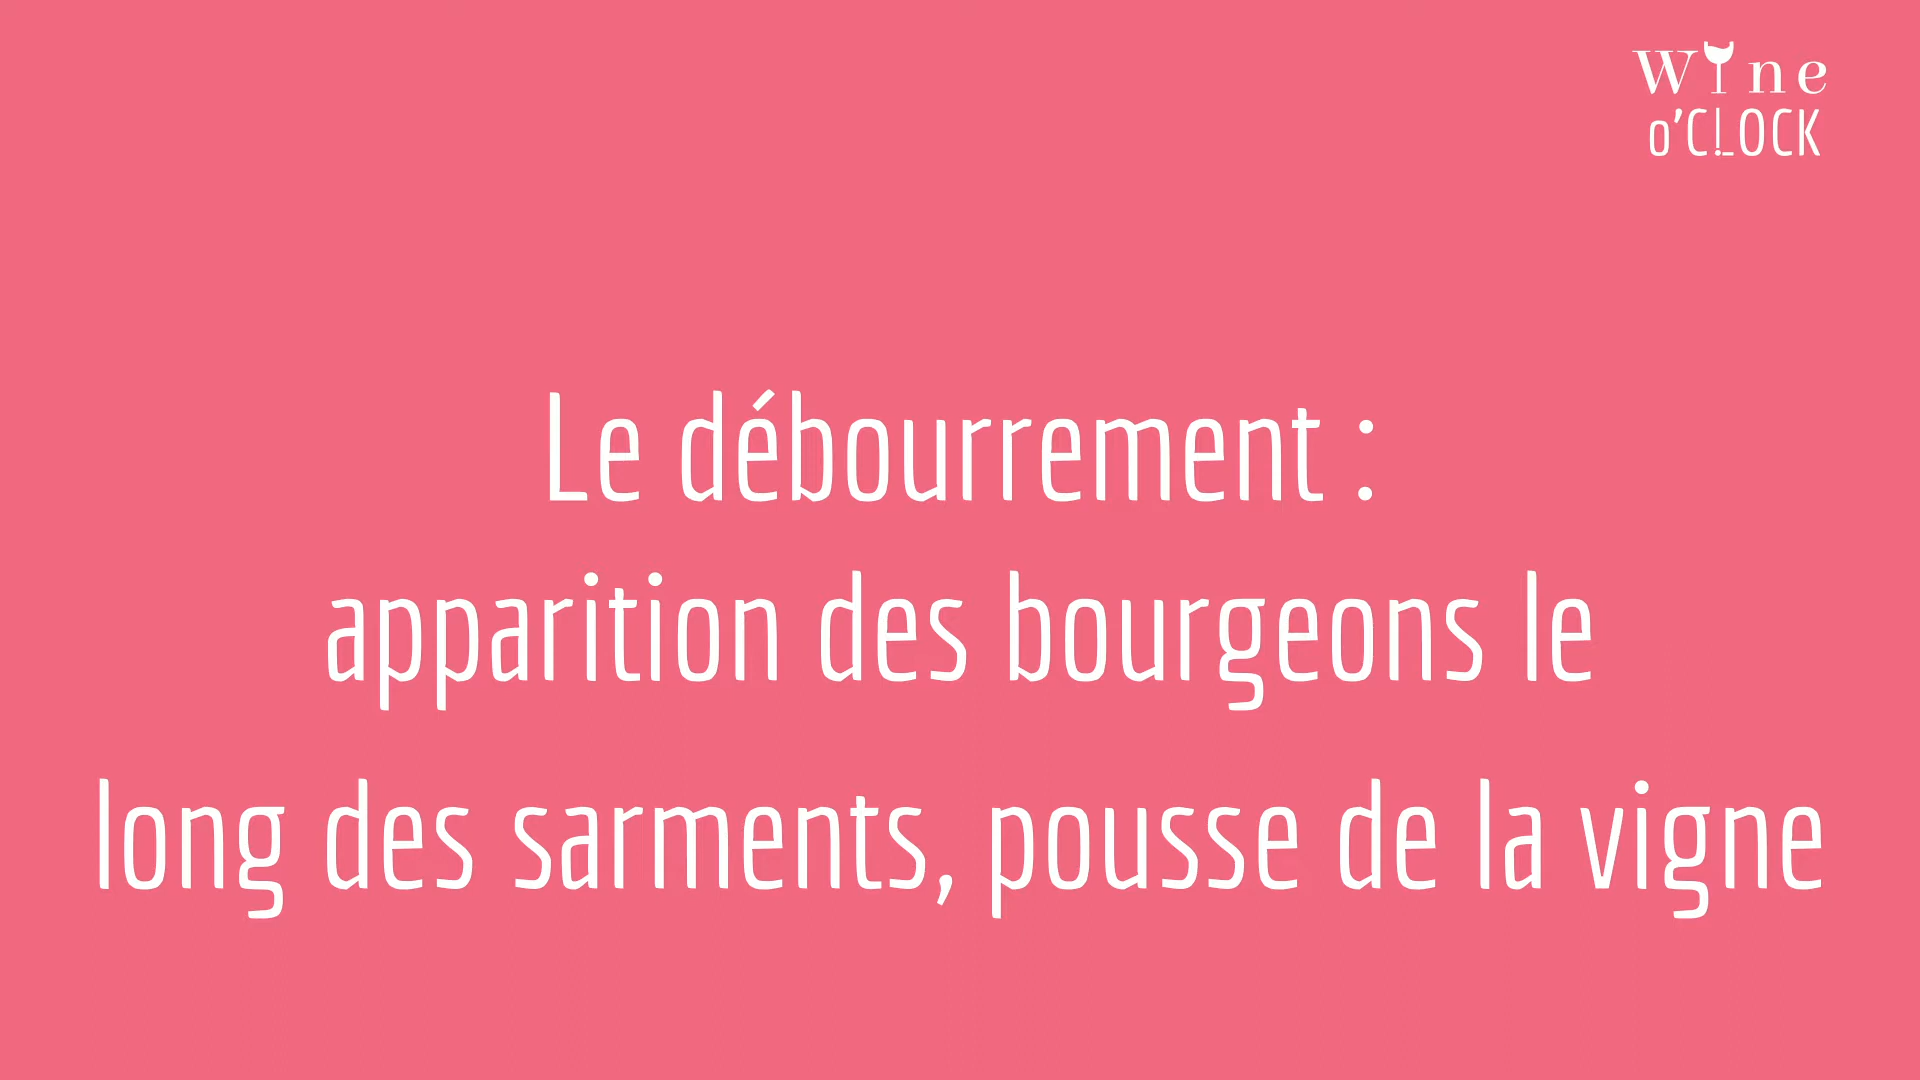 Wine
o'CLOCK
Le débourrement :
apparition des bourgeons le
long des sarments, pousse de la vigne